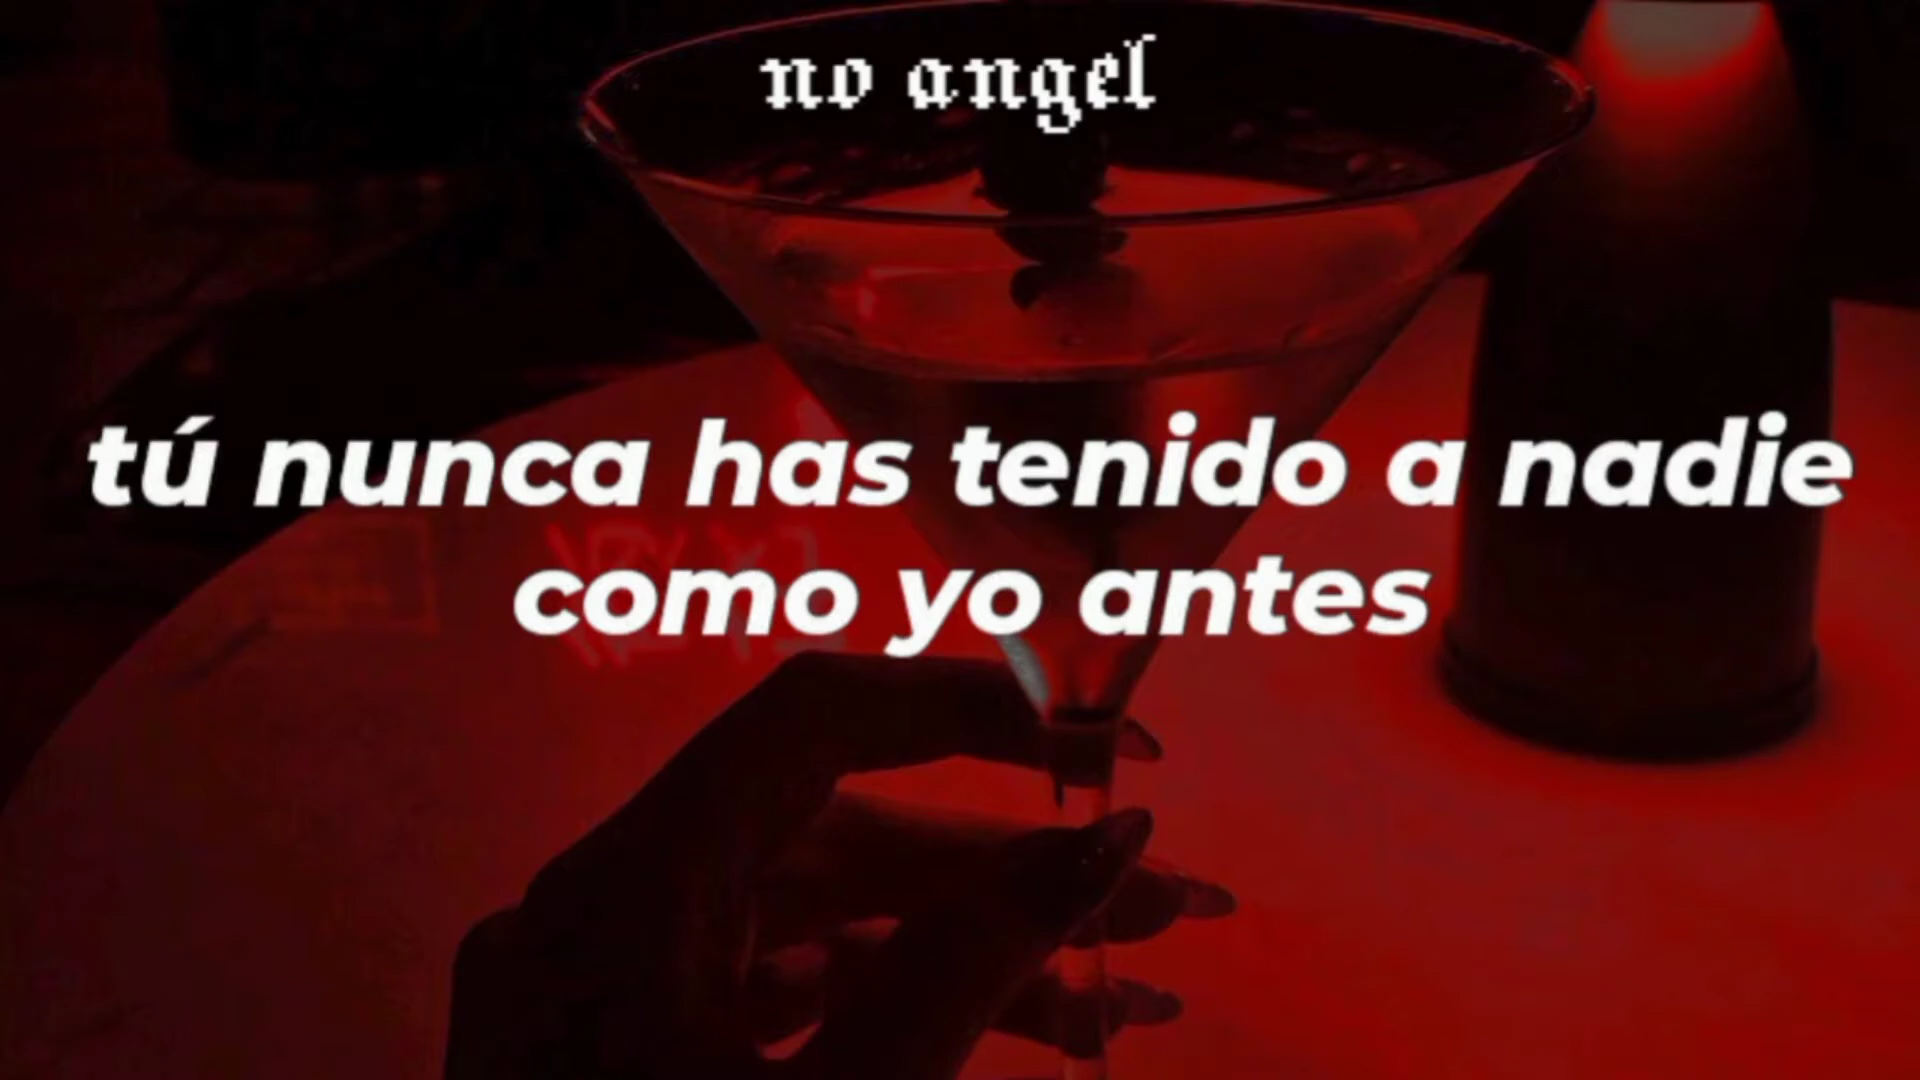 no angel
tú nunca has tenido a nadie
como yo antes